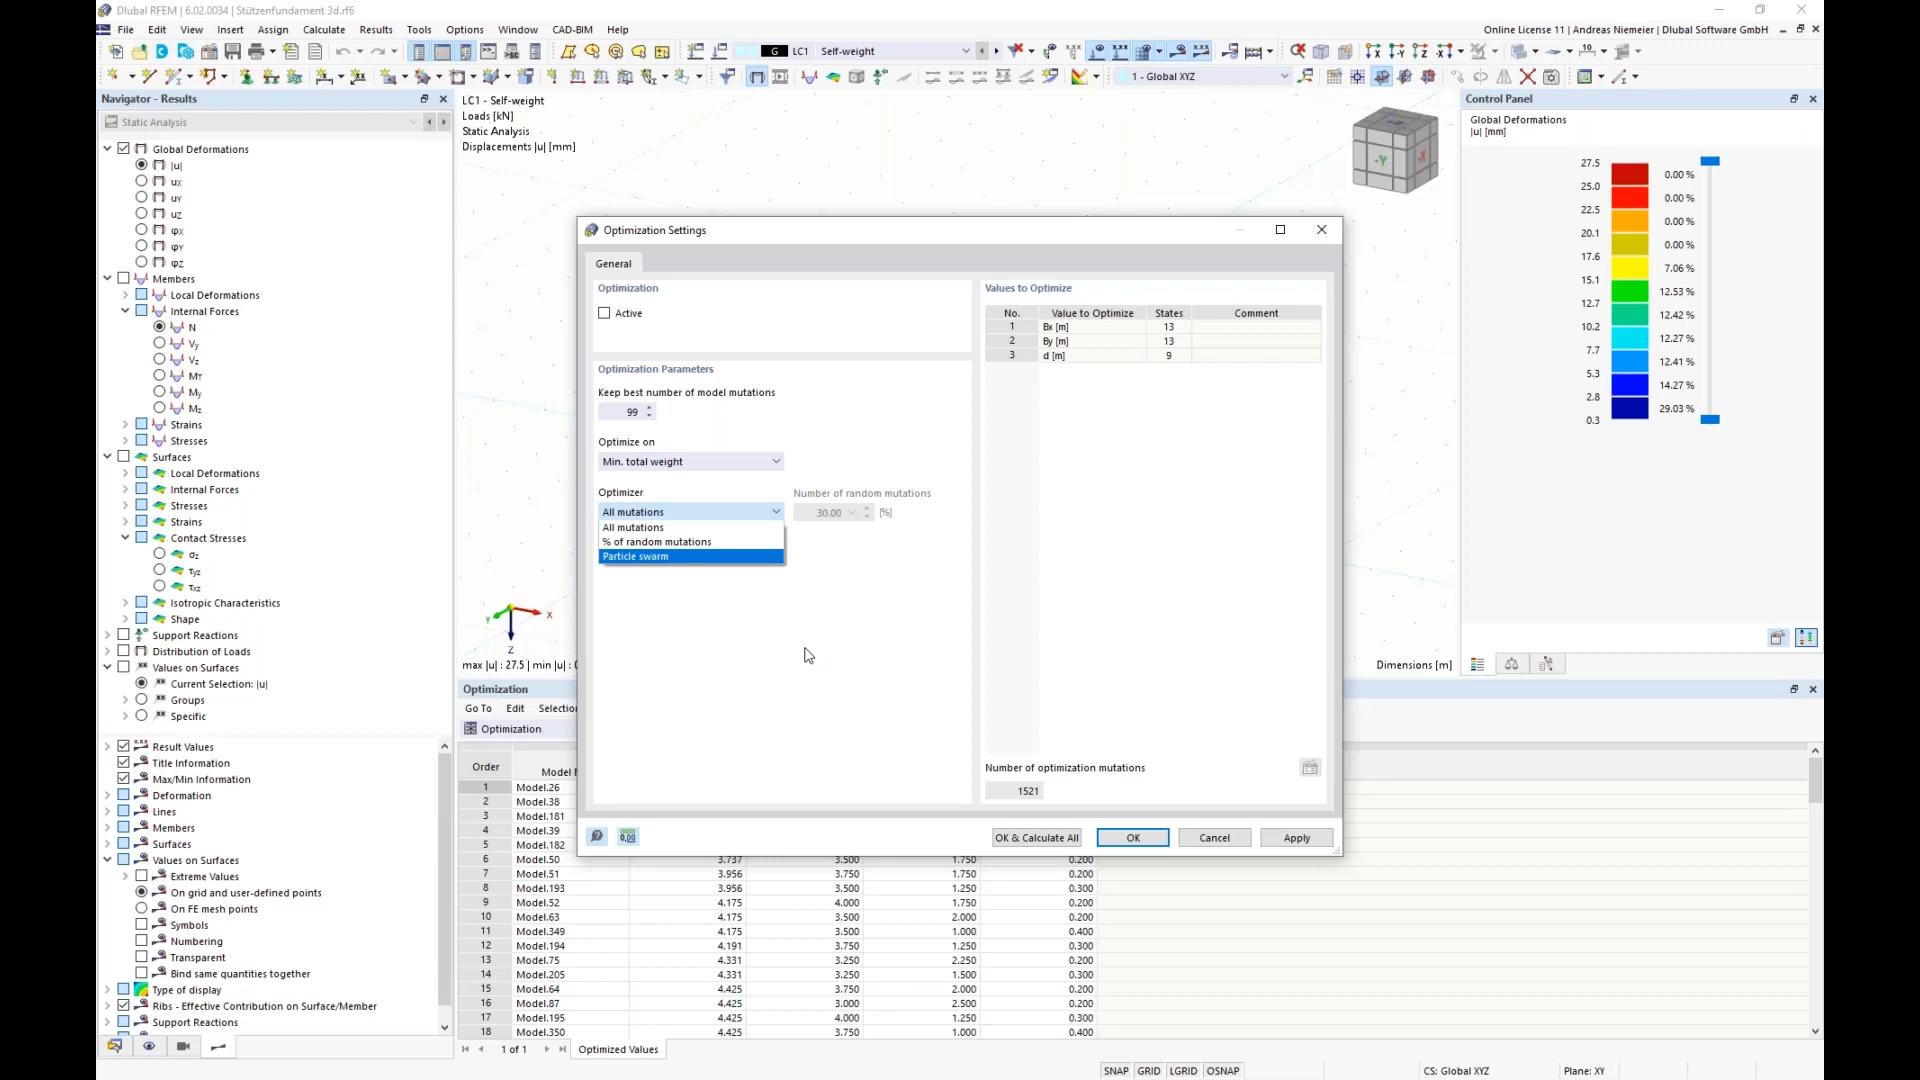 Dlubal RFEM | 6.02.0034 | Stützenfundament 3d.rf6
File Edit View Insert Assign Calculate Results Tools Options Window CAD-BIM Help
Online License 11 | Andreas Niemeier | Dlubal Software GmbH
G LC1 Self-weight
1 - Global XYZ
Navigator - Results
Static Analysis
Global Deformations
|u|
uX
uY
uZ
φX
φY
φZ
Members
Local Deformations
Internal Forces
N
Vy
Vz
MT
My
Mz
Strains
Stresses
Surfaces
Local Deformations
Internal Forces
Stresses
Strains
Contact Stresses
σz
τyz
τxz
Isotropic Characteristics
Shape
Support Reactions
Distribution of Loads
Values on Surfaces
Current Selection: |u|
Groups
Specific
Result Values
Title Information
Max/Min Information
Deformation
Lines
Members
Surfaces
Values on Surfaces
Extreme Values
On grid and user-defined points
On FE mesh points
Symbols
Numbering
Transparent
Bind same quantities together
Type of display
Ribs - Effective Contribution on Surface/Member
Support Reactions
LC1 - Self-weight
Loads [kN]
Static Analysis
Displacements |u| [mm]
-Y -X
X
Y
Z
max |u| : 27.5 | min |u| :
Dimensions [m]
Optimization Settings
General
Optimization
Active
Optimization Parameters
Keep best number of model mutations
99
Optimize on
Min. total weight
Optimizer
Number of random mutations
All mutations
30.00 [%]
All mutations
% of random mutations
Particle swarm
Values to Optimize
No. Value to Optimize States Comment
1 Bx [m] 13
2 By [m] 13
3 d [m] 9
Number of optimization mutations
1521
OK & Calculate All OK Cancel Apply
Control Panel
Global Deformations
|u| [mm]
27.5
0.00 %
25.0
0.00 %
22.5
0.00 %
20.1
0.00 %
17.6
7.06 %
15.1
12.53 %
12.7
12.42 %
10.2
12.27 %
7.7
12.41 %
5.3
14.27 %
2.8
29.03 %
0.3
Optimization
Go To Edit Selection
Optimization
Order
1 Model.26
2 Model.38
3 Model.181
4 Model.39
5 Model.182
6 Model.50 3.737 3.500 1.750 0.200
7 Model.51 3.956 3.750 1.750 0.200
8 Model.193 3.956 3.500 1.250 0.300
9 Model.52 4.175 4.000 1.750 0.200
10 Model.63 4.175 3.500 2.000 0.200
11 Model.349 4.175 3.500 1.000 0.400
12 Model.194 4.191 3.750 1.250 0.300
13 Model.75 4.331 3.250 2.250 0.200
14 Model.205 4.331 3.250 1.500 0.300
15 Model.64 4.425 3.750 2.000 0.200
16 Model.87 4.425 3.000 2.500 0.200
17 Model.195 4.425 4.000 1.250 0.300
18 Model.350 4.425 3.750 1.000 0.400
1 of 1 Optimized Values
SNAP GRID LGRID OSNAP
CS: Global XYZ
Plane: XY